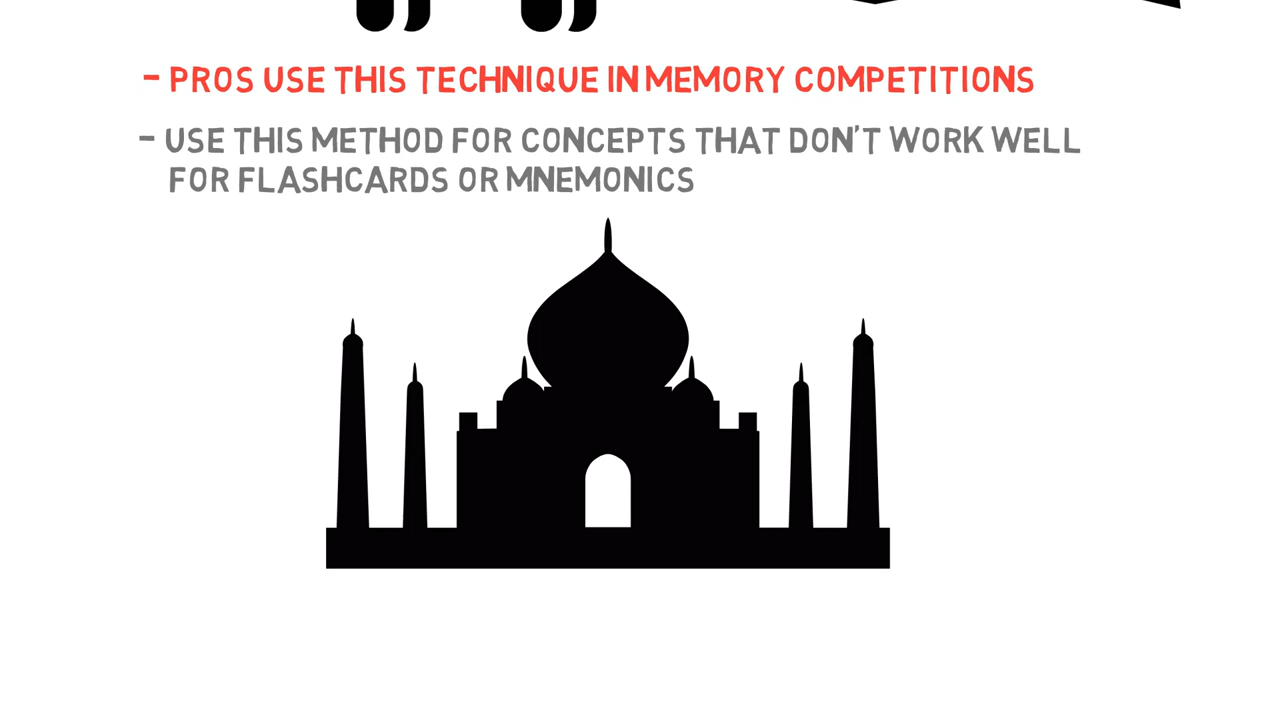 - PROS USE THIS TECHNIQUE IN MEMORY COMPETITIONS
- USE THIS METHOD FOR CONCEPTS THAT DON'T WORK WELL
FOR FLASHCARDS OR MNEMONICS